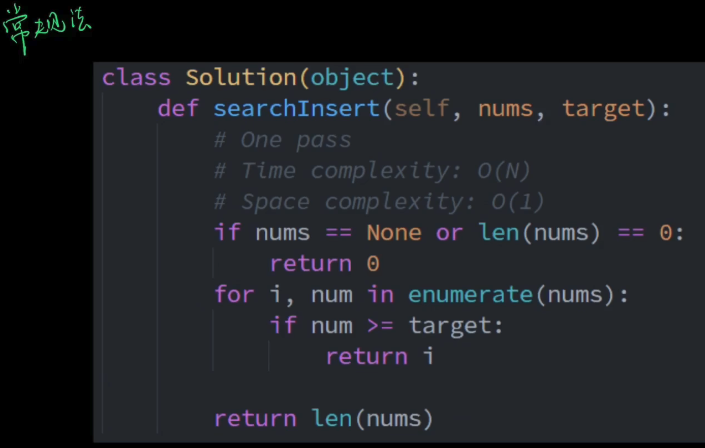 常规法
class Solution(object):
    def searchInsert(self, nums, target):
        # One pass
        # Time complexity: O(N)
        # Space complexity: O(1)
        if nums == None or len(nums) == 0:
            return 0
        for i, num in enumerate(nums):
            if num >= target:
                return i
        return len(nums)